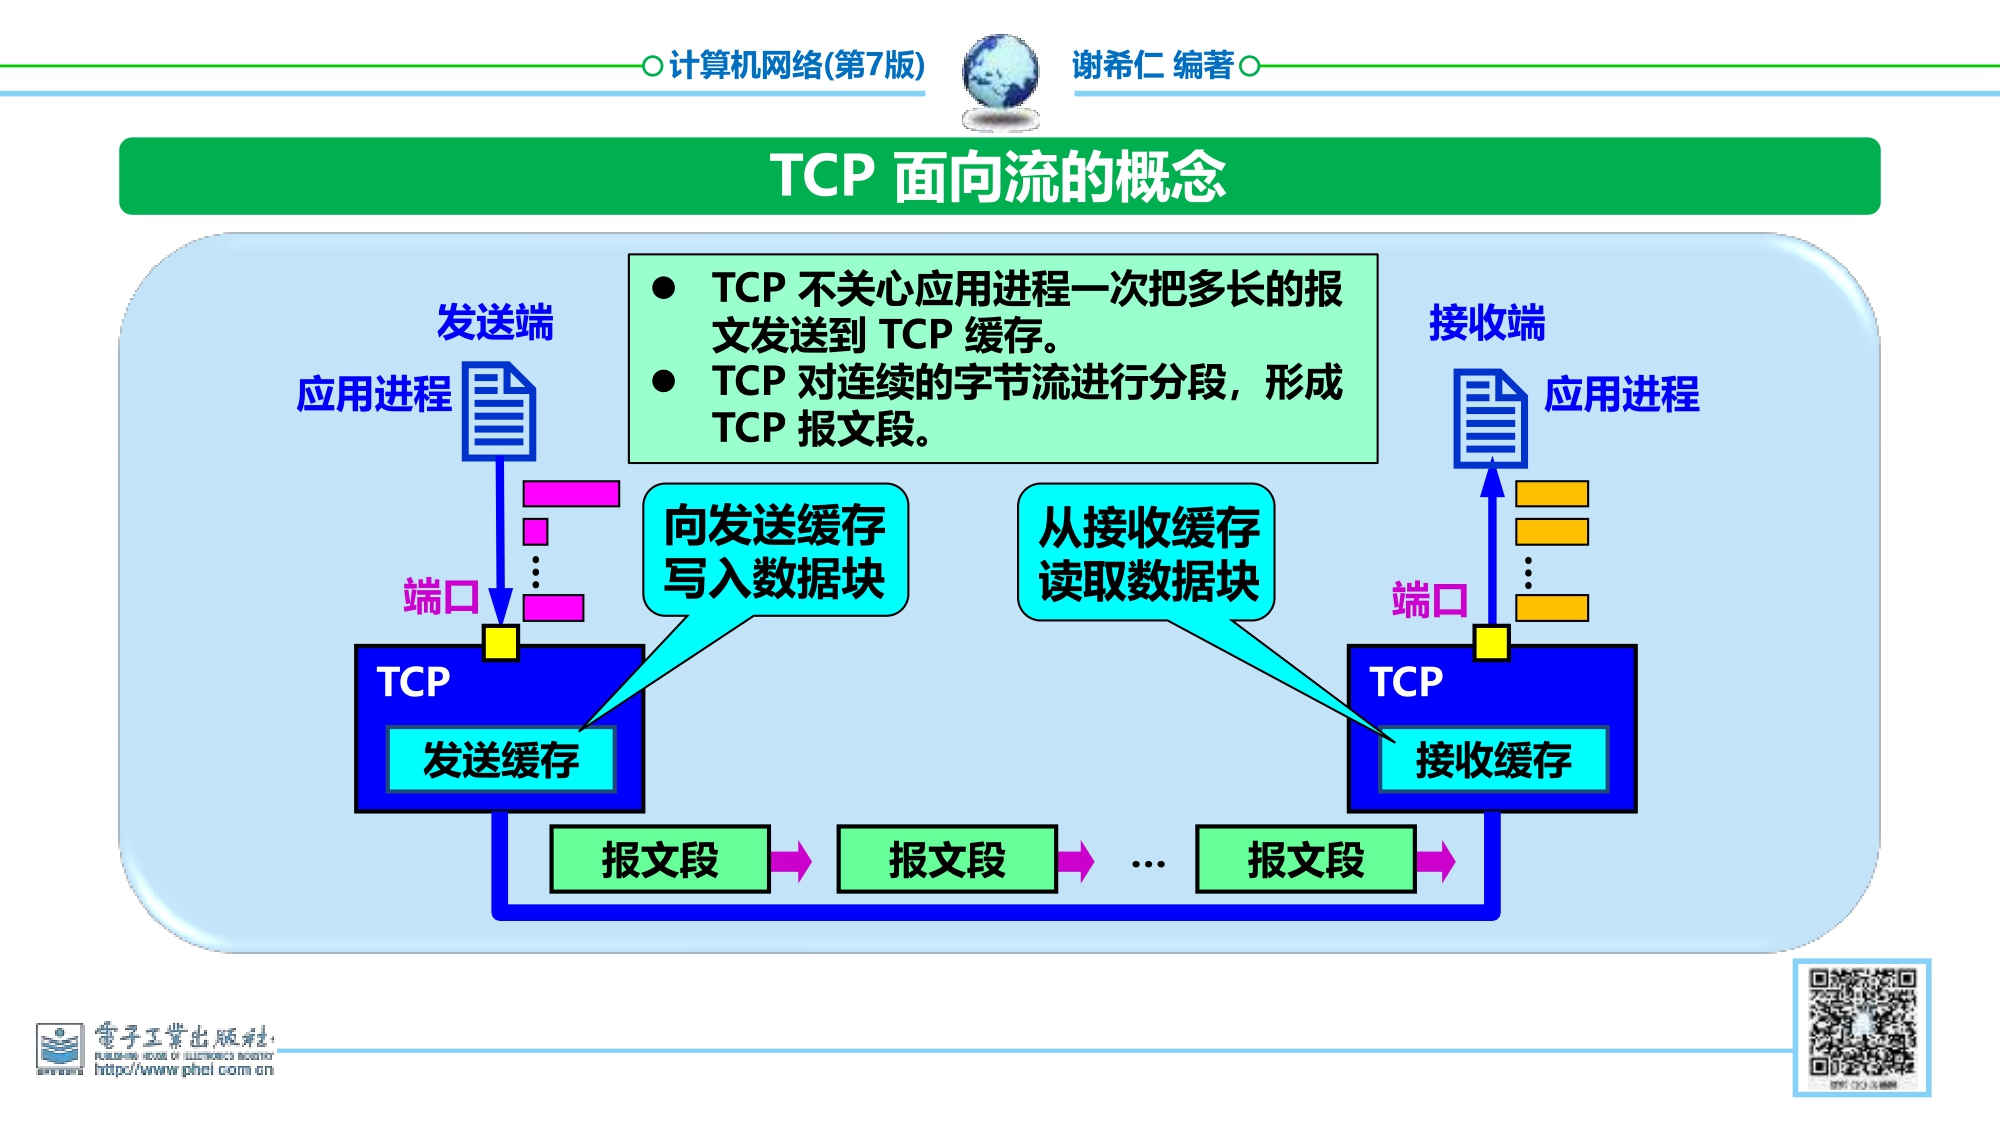 计算机网络(第7版)
谢希仁 编著
TCP 面向流的概念
TCP 不关心应用进程一次把多长的报
文发送到 TCP 缓存。
TCP 对连续的字节流进行分段，形成
TCP 报文段。
发送端
应用进程
接收端
应用进程
向发送缓存
写入数据块
从接收缓存
读取数据块
端口
端口
TCP
发送缓存
TCP
接收缓存
报文段
报文段
...
报文段
電子工業出版社
PUBLISHING HOUSE OF ELECTRONICS INDUSTRY
http://www.phei.com.cn